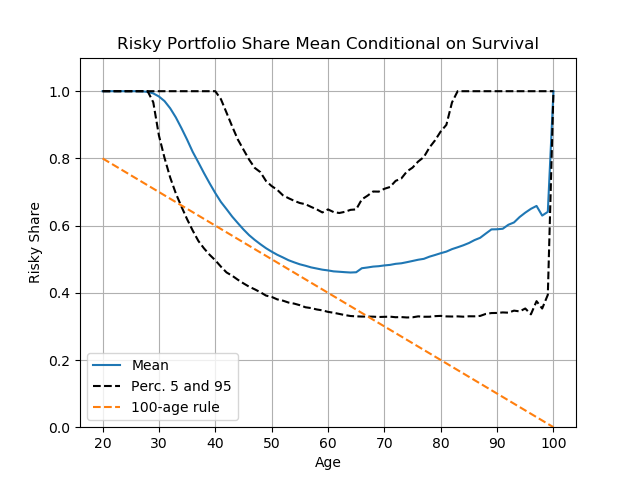 Risky Portfolio Share Mean Conditional on Survival
1.0
0.8
0.6
0.4
0.2
0.0
Risky Share
Mean
Perc. 5 and 95
100-age rule
20 30 40 50 60 70 80 90 100
Age